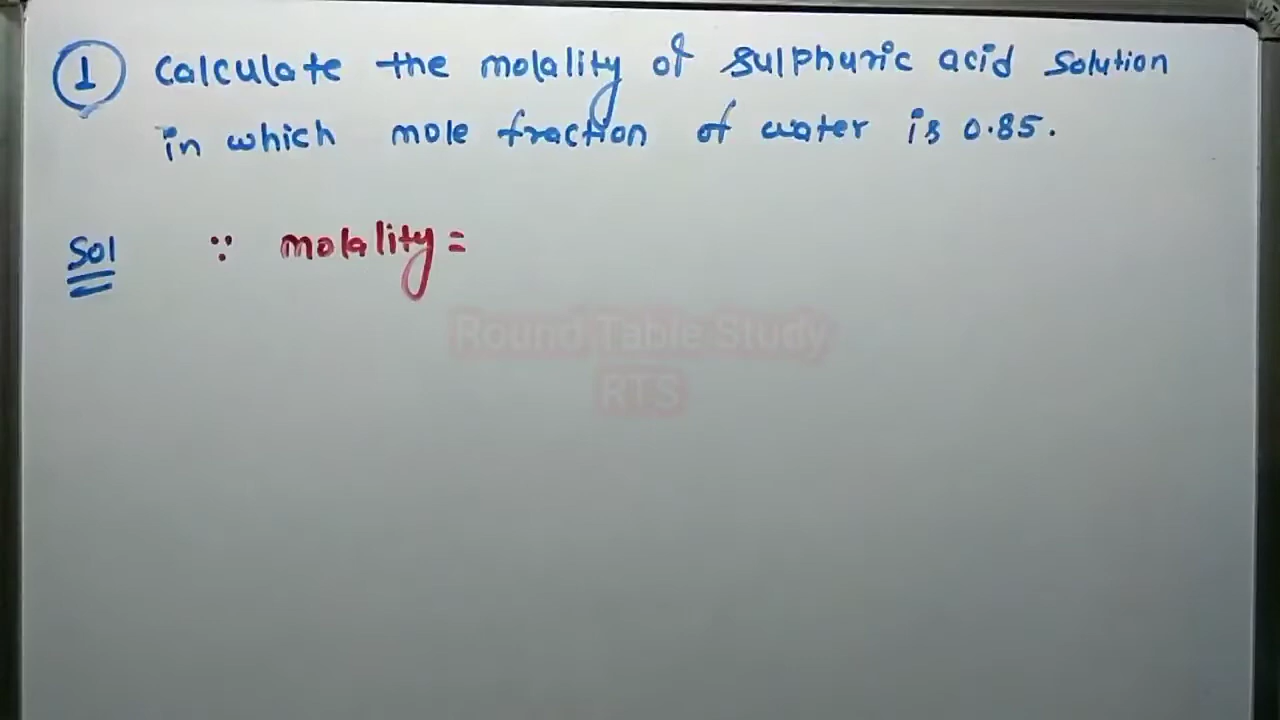 1 Calculate the molality of sulphuric acid solution
in which mole fraction of water is 0.85.
Sol ∵ molality =
Round Table Study
RTS